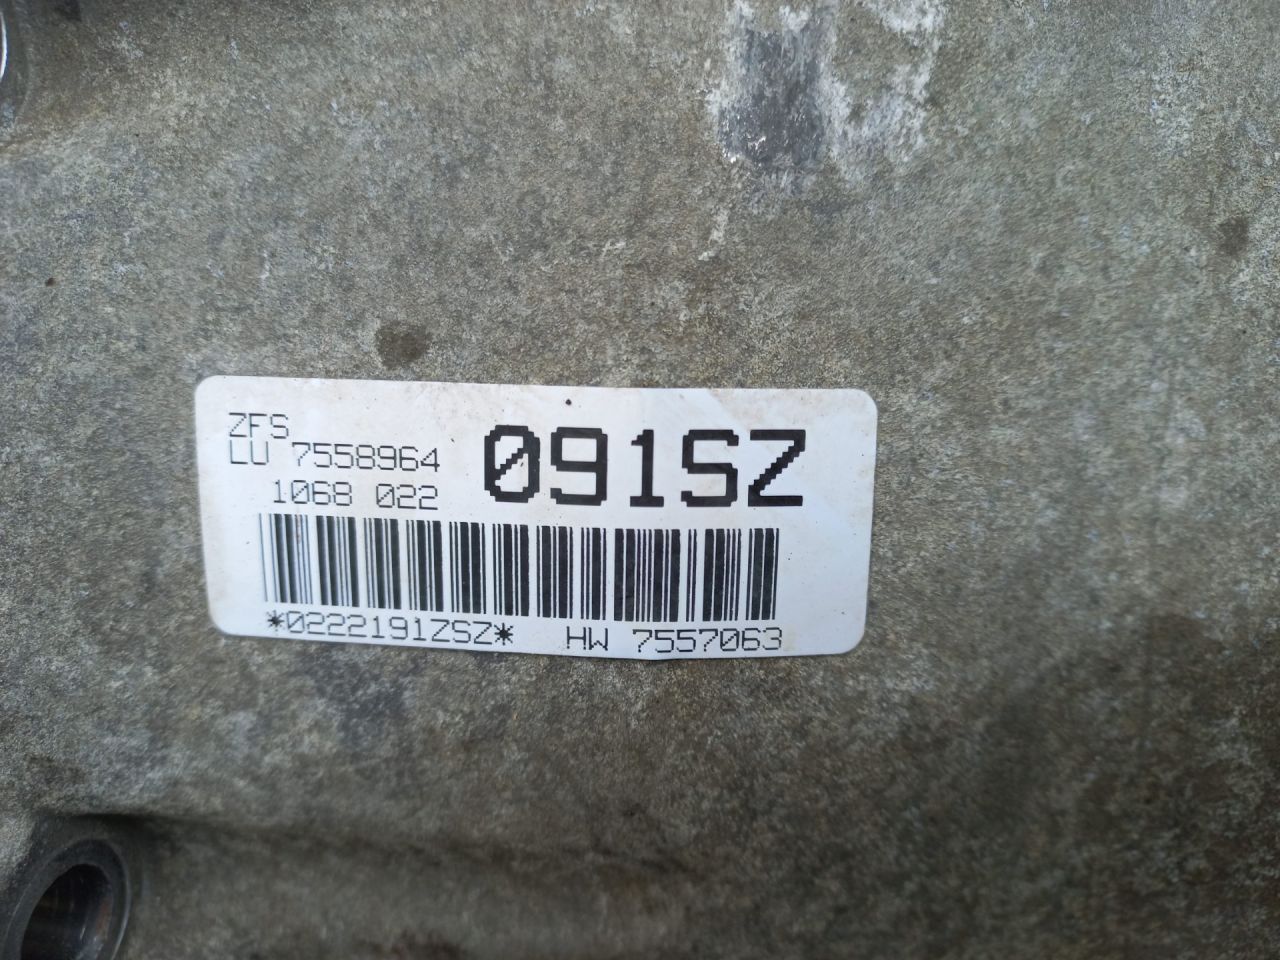 ZFS
LU 7558964
1068 022
091SZ
*0222191ZSZ* HW 7557063